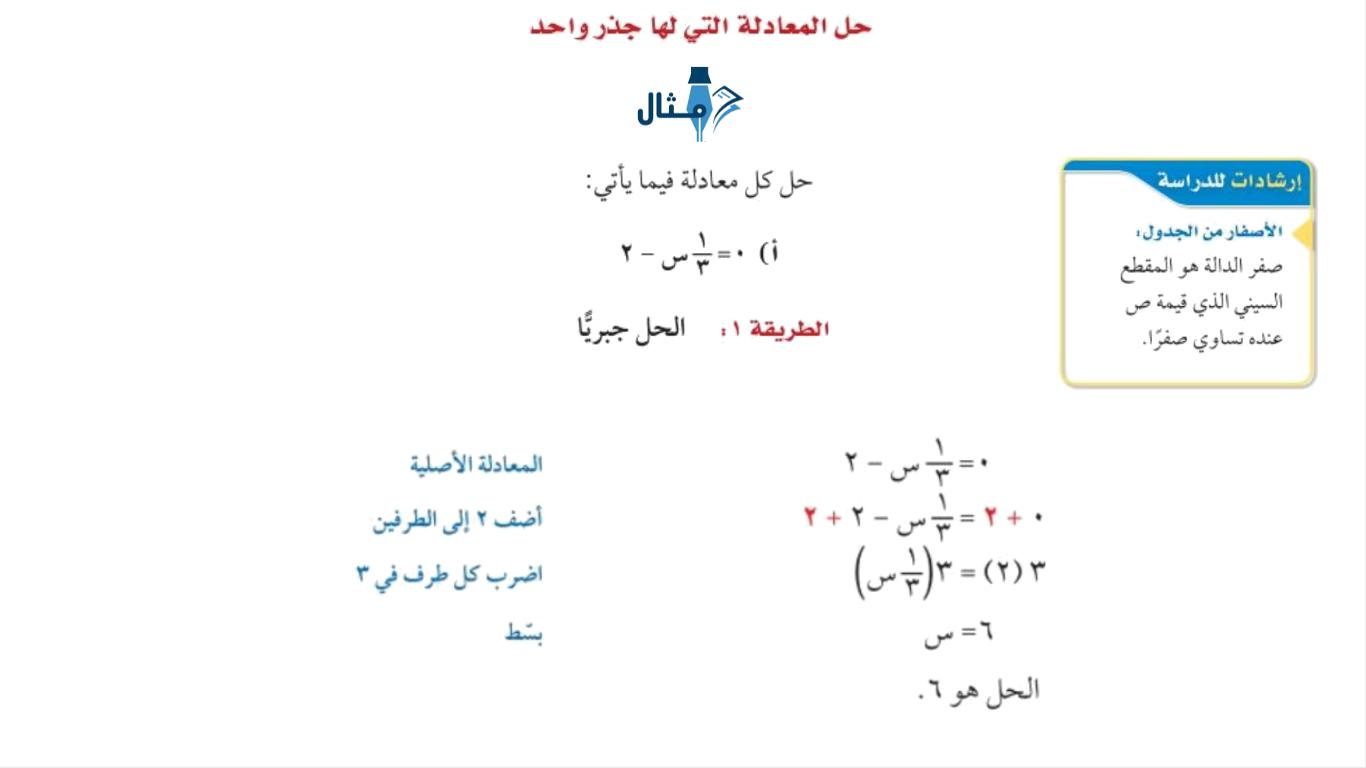 حل المعادلة التي لها جذر واحد
مثال
إرشادات للدراسة
الأصفار من الجدول:
صفر الدالة هو المقطع
السيني الذي قيمة ص
عنده تساوي صفرًا.
حل كل معادلة فيما يأتي:
أ) ٠ = ١/٣ س − ٢
الطريقة ١: الحل جبريًّا
٠ = ١/٣ س − ٢ المعادلة الأصلية
٠ + ٢ = ١/٣ س − ٢ + ٢ أضف ٢ إلى الطرفين
٣ (٢) = ٣(١/٣ س) اضرب كل طرف في ٣
٦ = س بسّط
الحل هو ٦.